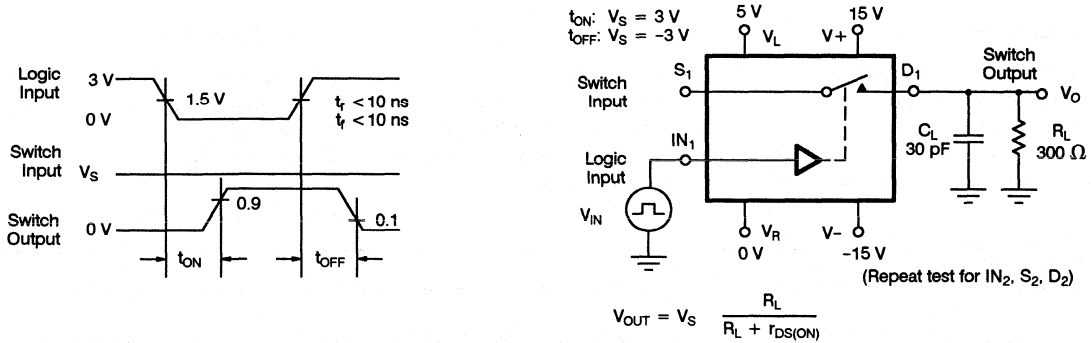 Logic
Input
3 V
0 V
1.5 V
tr <10 ns
tf <10 ns
Switch
Input
VS
Switch
Output
0 V
0.9
0.1
tON
tOFF
tON: VS = 3 V
tOFF: VS = −3 V
5 V
VL
15 V
V+
Switch
Input
S1
D1
Switch
Output
VO
IN1
Logic
Input
VIN
CL
30 pF
RL
300 Ω
VR
0 V
V−
−15 V
(Repeat test for IN2, S2, D2)
VOUT = VS RL
RL + rDS(ON)